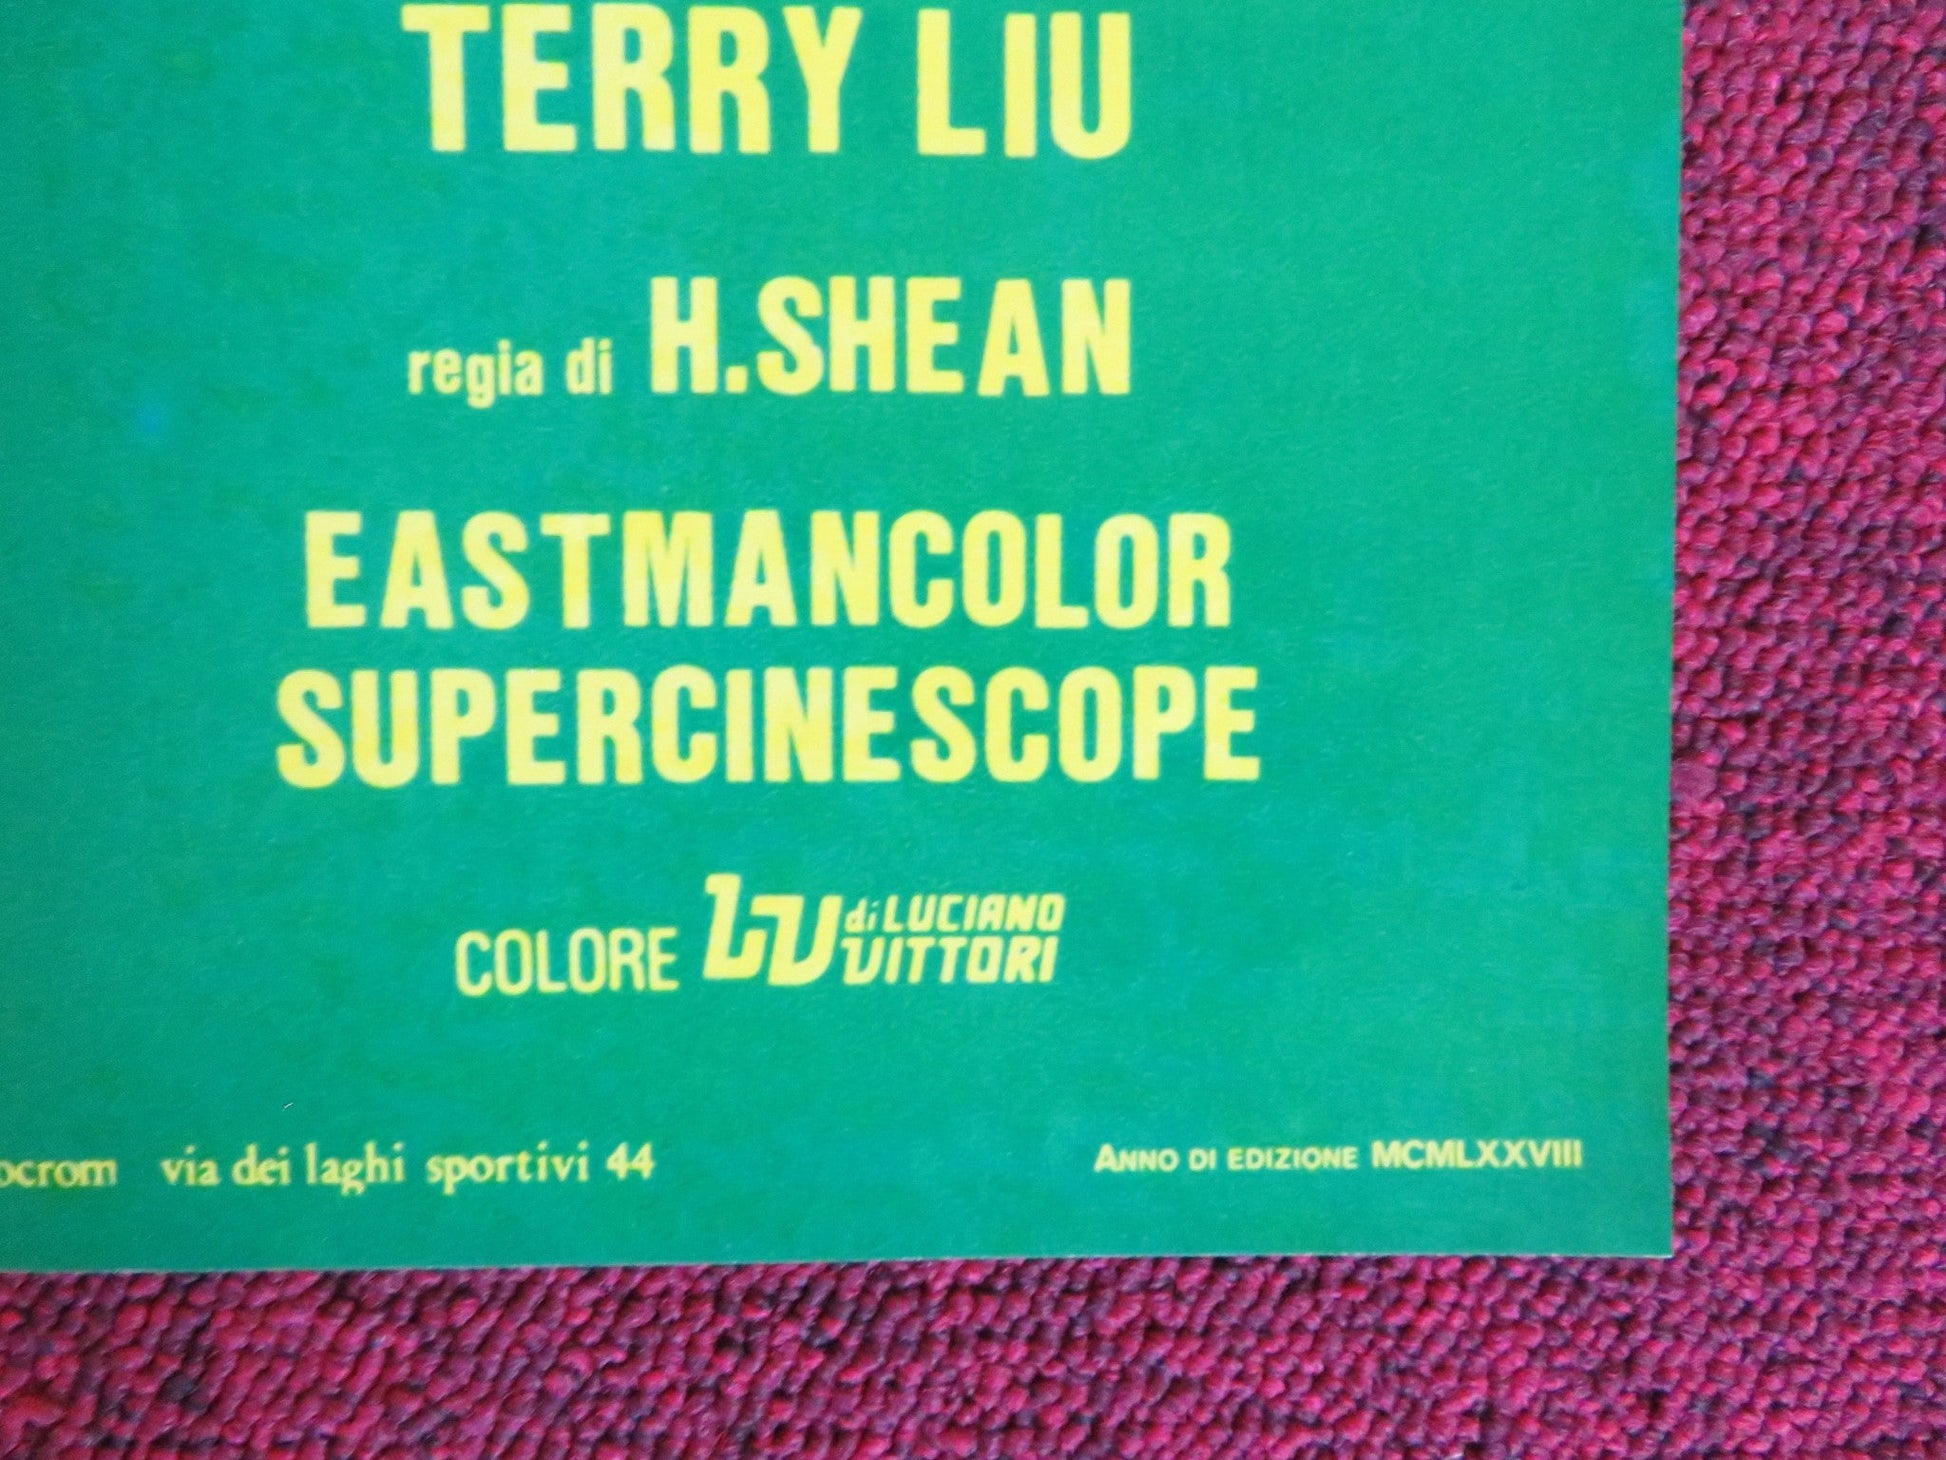 TERRY LIU
regia di H.SHEAN
EASTMANCOLOR
SUPERCINESCOPE
COLORE LV di LUCIANO
VITTORI
ocrom via dei laghi sportivi 44
ANNO DI EDIZIONE MCMLXXVIII